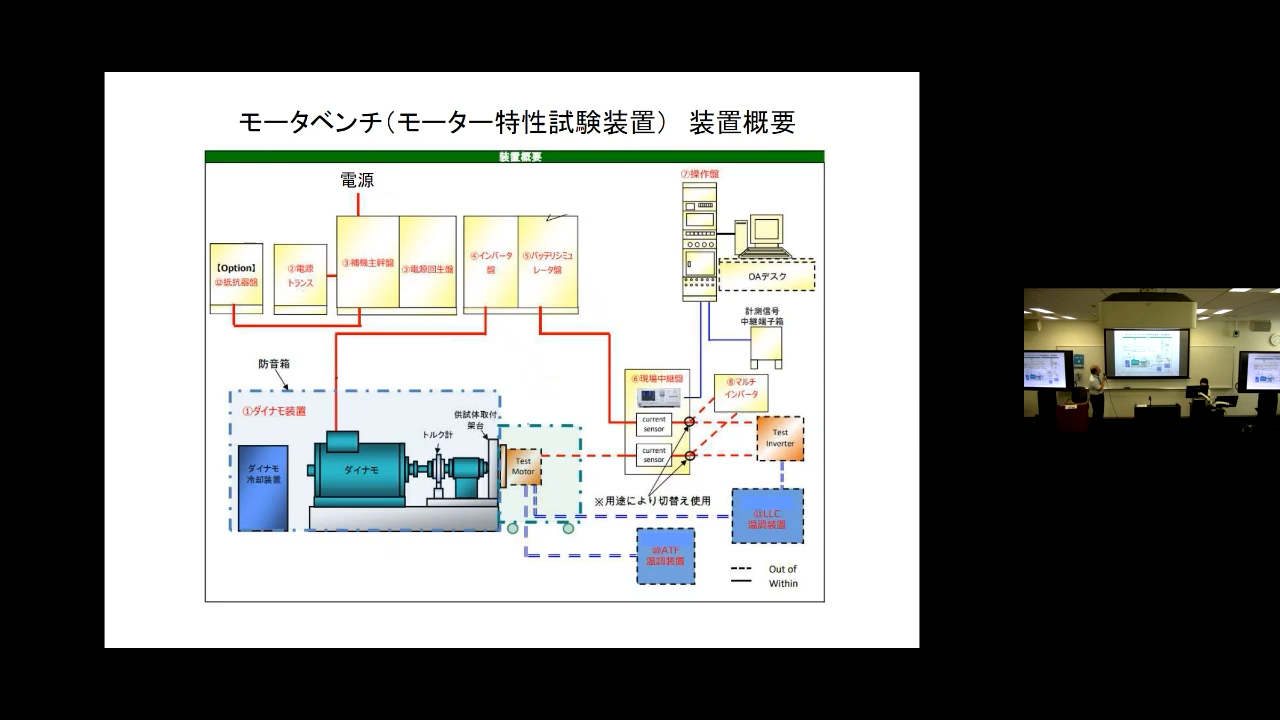 モータベンチ（モーター特性試験装置）　装置概要
装置概要
電源
⑦操作盤
【Option】
⑫抵抗器盤
②電源
トランス
③補機主幹盤
③電源回生盤
④インバータ
盤
⑤バッテリシミュ
レータ盤
OAデスク
計測信号
中継端子箱
防音箱
①ダイナモ装置
供試体取付
架台
トルク計
ダイナモ
冷却装置
ダイナモ
Test
Motor
⑥現場中継盤
current
sensor
current
sensor
⑧マルチ
インバータ
Test
Inverter
※用途により切替え使用
LLC
温調装置
⑩ATF
温調装置
Out of
Within